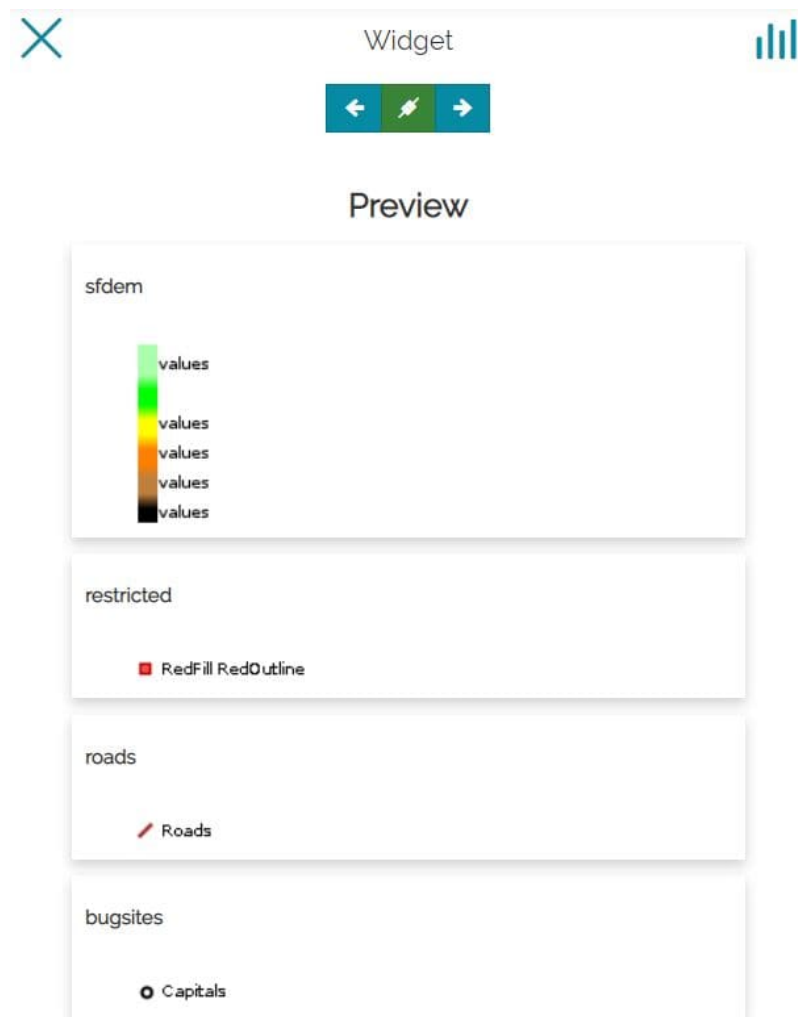 Widget
Preview
sfdem
values
values
values
values
values
restricted
RedFill RedOutline
roads
Roads
bugsites
Capitals